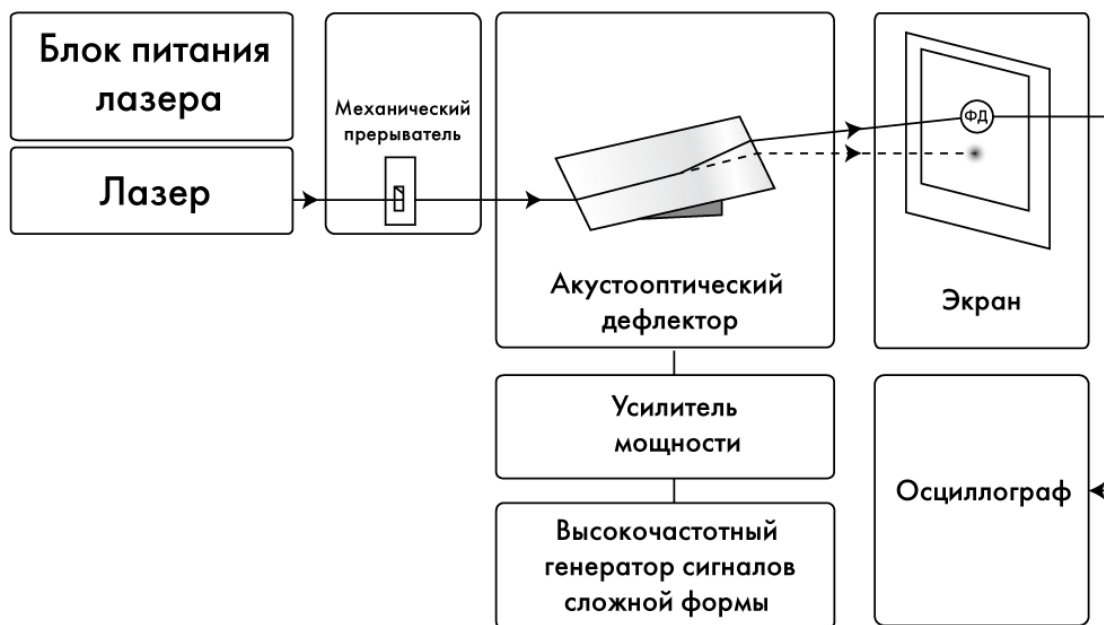 Блок питания
лазера
Лазер
Механический
прерыватель
Акустооптический
дефлектор
ФД
Экран
Усилитель
мощности
Осциллограф
Высокочастотный
генератор сигналов
сложной формы